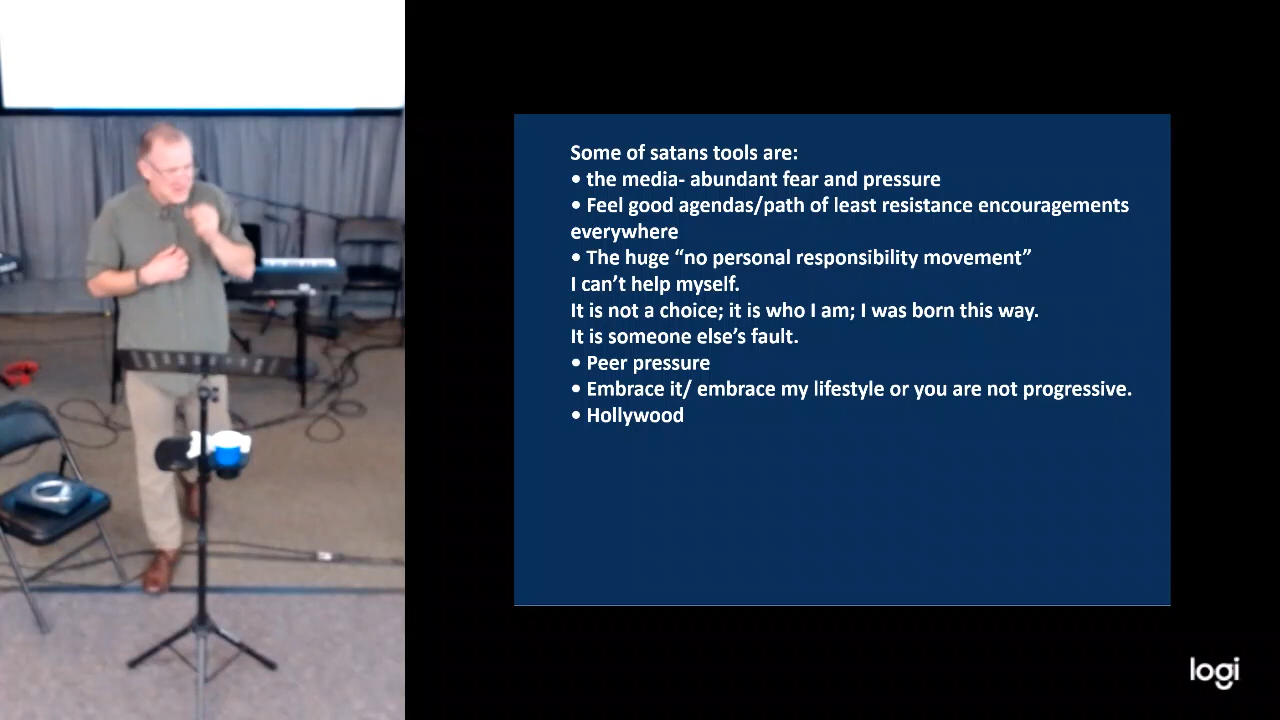 Some of satans tools are:
• the media- abundant fear and pressure
• Feel good agendas/path of least resistance encouragements
everywhere
• The huge “no personal responsibility movement”
I can’t help myself.
It is not a choice; it is who I am; I was born this way.
It is someone else’s fault.
• Peer pressure
• Embrace it/ embrace my lifestyle or you are not progressive.
• Hollywood
logi